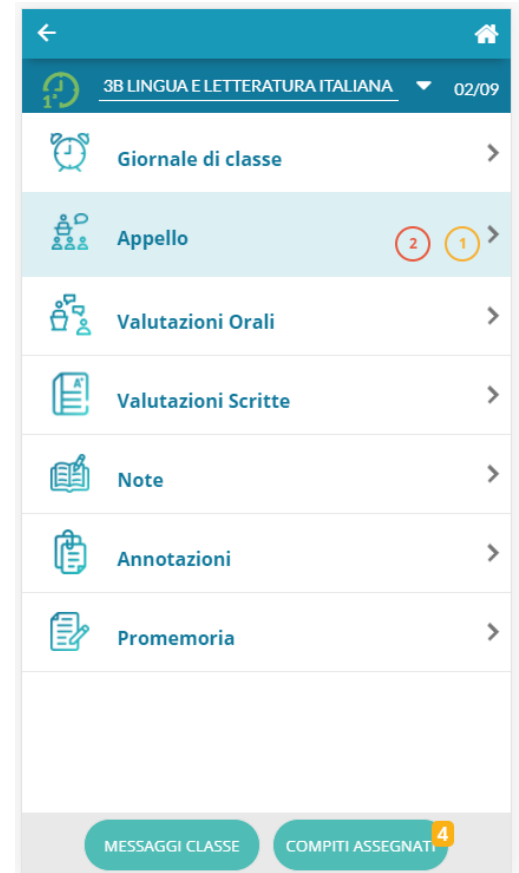 1ª
3B LINGUA E LETTERATURA ITALIANA
02/09
Giornale di classe
Appello
2
1
Valutazioni Orali
A+
Valutazioni Scritte
Note
Annotazioni
Promemoria
MESSAGGI CLASSE
COMPITI ASSEGNATI
4